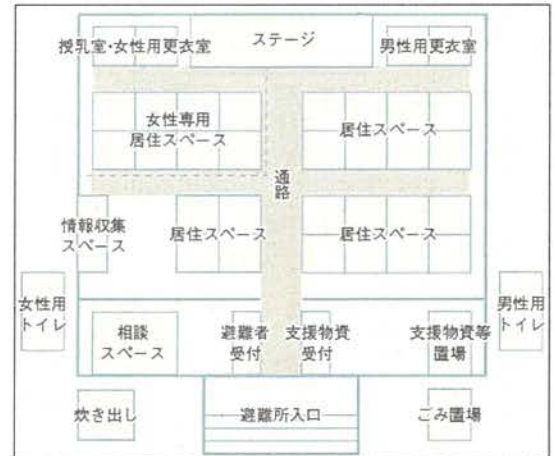 授乳室・女性用更衣室
ステージ
男性用更衣室
女性専用
居住スペース
居住スペース
通路
情報収集
スペース
居住スペース
居住スペース
女性用
トイレ
男性用
トイレ
相談
スペース
避難者
受付
支援物資
受付
支援物資等
置場
炊き出し
避難所入口
ごみ置場